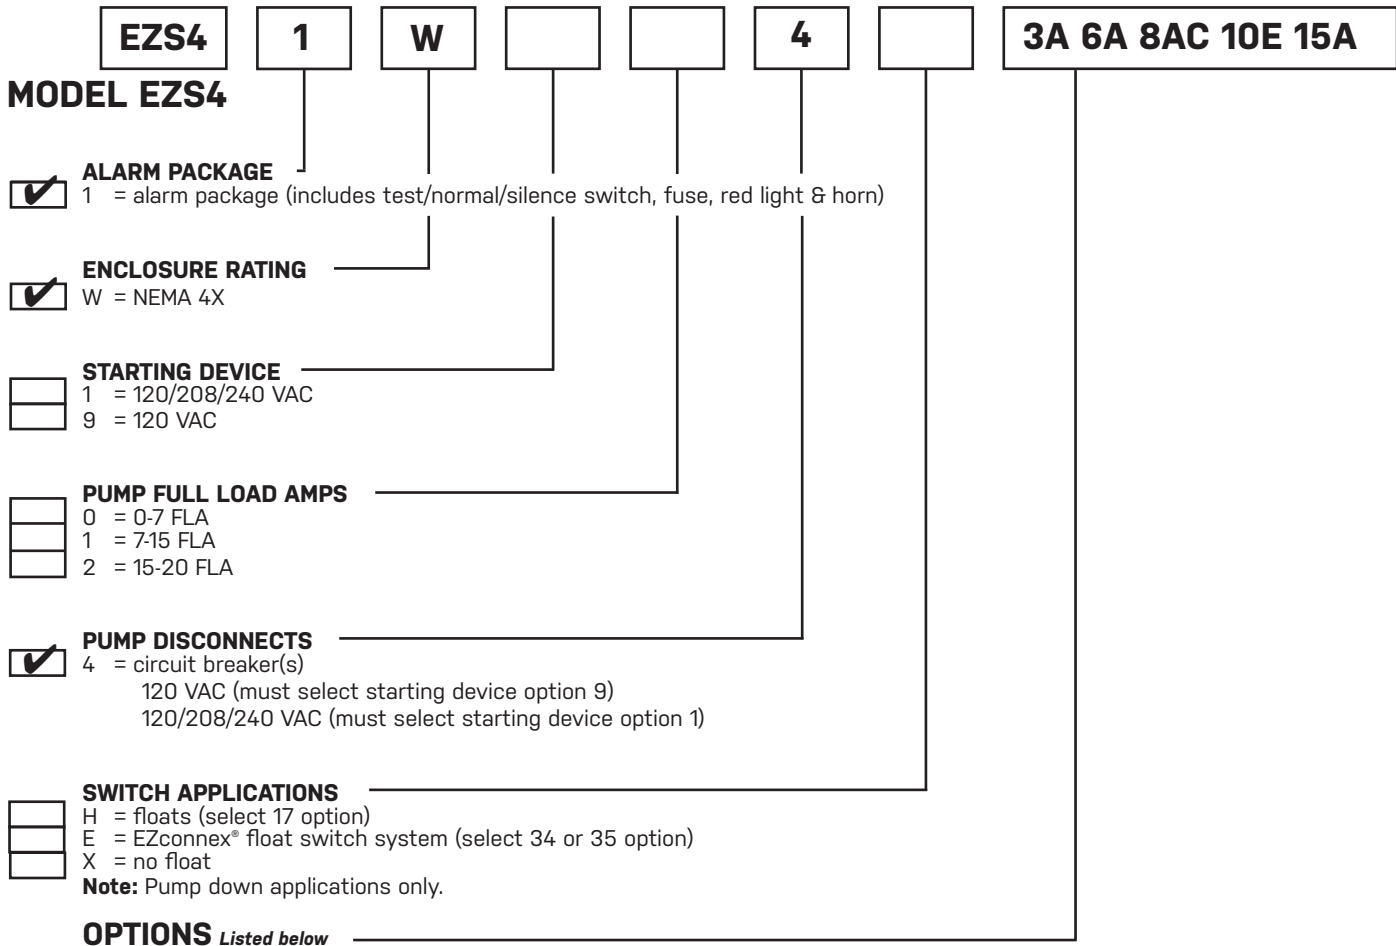 EZS4 1 W 4 3A 6A 8AC 10E 15A
MODEL EZS4
ALARM PACKAGE
1 = alarm package (includes test/normal/silence switch, fuse, red light & horn)
ENCLOSURE RATING
W = NEMA 4X
STARTING DEVICE
1 = 120/208/240 VAC
9 = 120 VAC
PUMP FULL LOAD AMPS
0 = 0-7 FLA
1 = 7-15 FLA
2 = 15-20 FLA
PUMP DISCONNECTS
4 = circuit breaker(s)
120 VAC (must select starting device option 9)
120/208/240 VAC (must select starting device option 1)
SWITCH APPLICATIONS
H = floats (select 17 option)
E = EZconnex® float switch system (select 34 or 35 option)
X = no float
Note: Pump down applications only.
OPTIONS Listed below